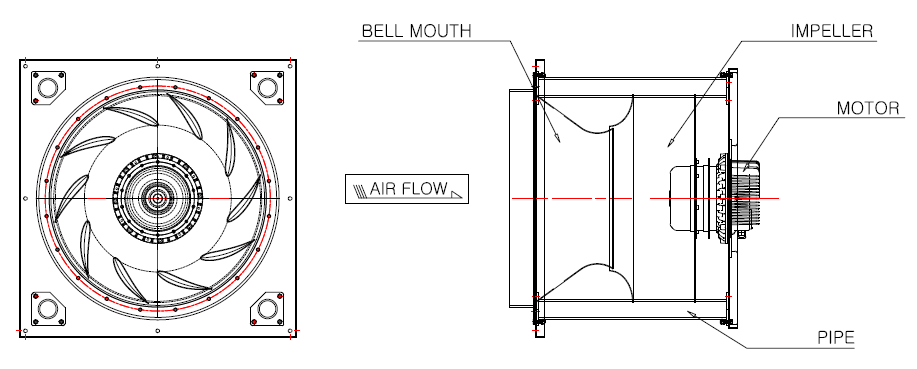 BELL MOUTH
IMPELLER
MOTOR
AIR FLOW
PIPE